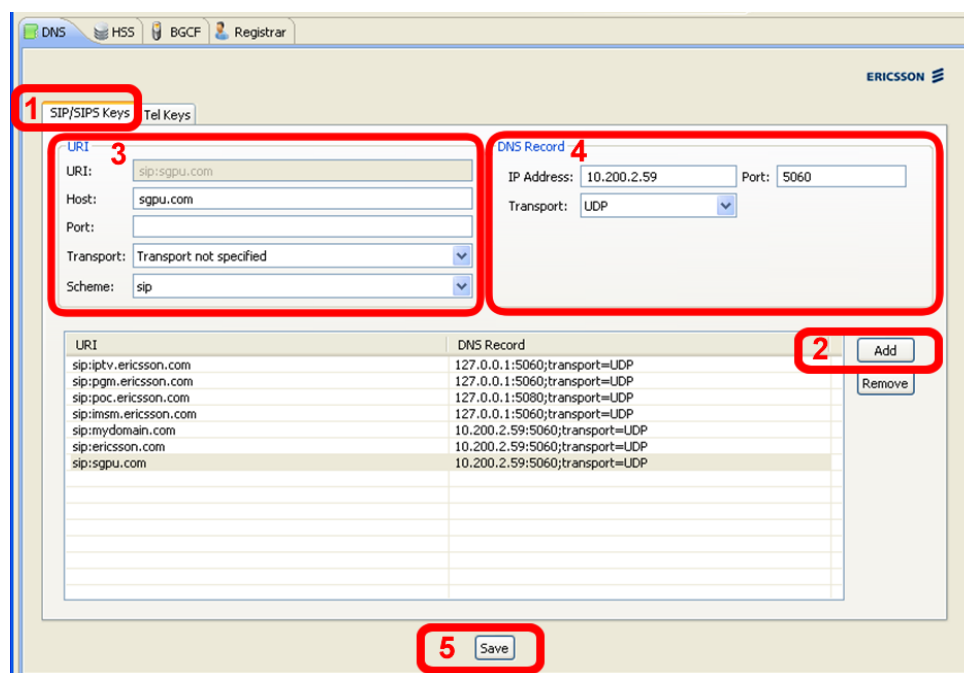 DNS HSS BGCF Registrar
ERICSSON
1 SIP/SIPS Keys Tel Keys
URI 3
URI: sip:sgpu.com
Host: sgpu.com
Port:
Transport: Transport not specified
Scheme: sip
DNS Record 4
IP Address: 10.200.2.59 Port: 5060
Transport: UDP
URI DNS Record
sip:iptv.ericsson.com 127.0.0.1:5060;transport=UDP
sip:pgm.ericsson.com 127.0.0.1:5060;transport=UDP
sip:poc.ericsson.com 127.0.0.1:5080;transport=UDP
sip:imsm.ericsson.com 127.0.0.1:5060;transport=UDP
sip:mydomain.com 10.200.2.59:5060;transport=UDP
sip:ericsson.com 10.200.2.59:5060;transport=UDP
sip:sgpu.com 10.200.2.59:5060;transport=UDP
2 Add
Remove
5 Save